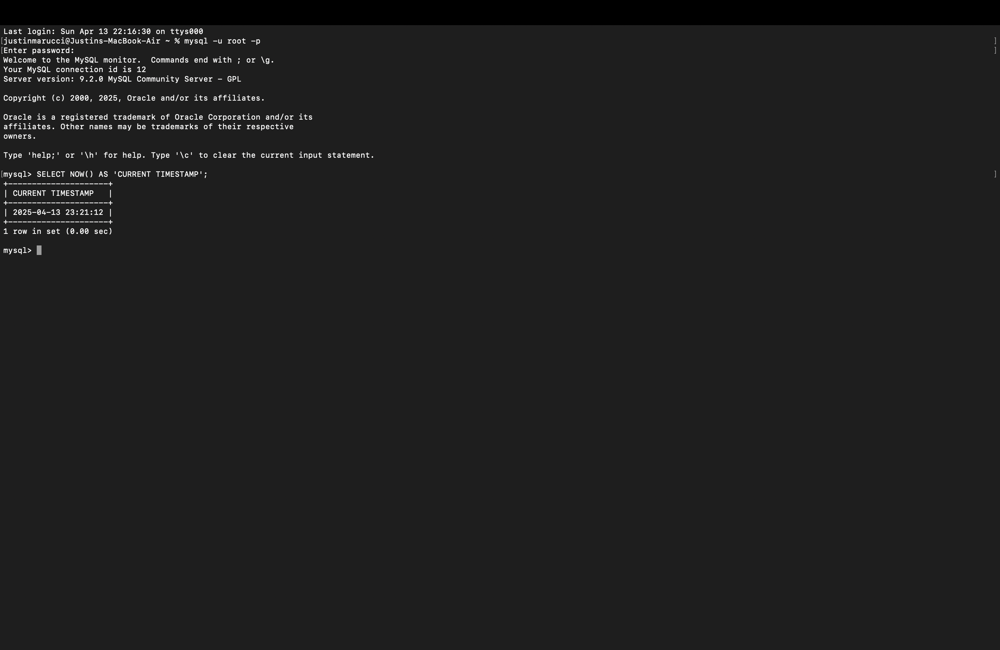 Last login: Sun Apr 13 22:16:30 on ttys000
[justinmarucci@Justins-MacBook-Air ~ % mysql -u root -p ]
[Enter password: ]
Welcome to the MySQL monitor.  Commands end with ; or \g.
Your MySQL connection id is 12
Server version: 9.2.0 MySQL Community Server - GPL

Copyright (c) 2000, 2025, Oracle and/or its affiliates.

Oracle is a registered trademark of Oracle Corporation and/or its
affiliates. Other names may be trademarks of their respective
owners.

Type 'help;' or '\h' for help. Type '\c' to clear the current input statement.

[mysql> SELECT NOW() AS 'CURRENT TIMESTAMP'; ]
+---------------------+
| CURRENT TIMESTAMP   |
+---------------------+
| 2025-04-13 23:21:12 |
+---------------------+
1 row in set (0.00 sec)

mysql>